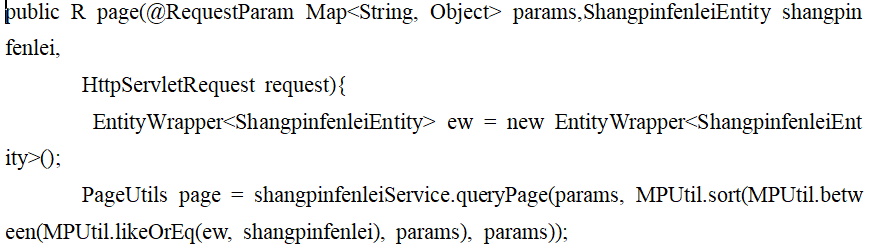 public R page(@RequestParam Map<String, Object> params,ShangpinfenleiEntity shangpin
fenlei,
HttpServletRequest request){
EntityWrapper<ShangpinfenleiEntity> ew = new EntityWrapper<ShangpinfenleiEnt
ity>();
PageUtils page = shangpinfenleiService.queryPage(params, MPUtil.sort(MPUtil.betw
een(MPUtil.likeOrEq(ew, shangpinfenlei), params), params));